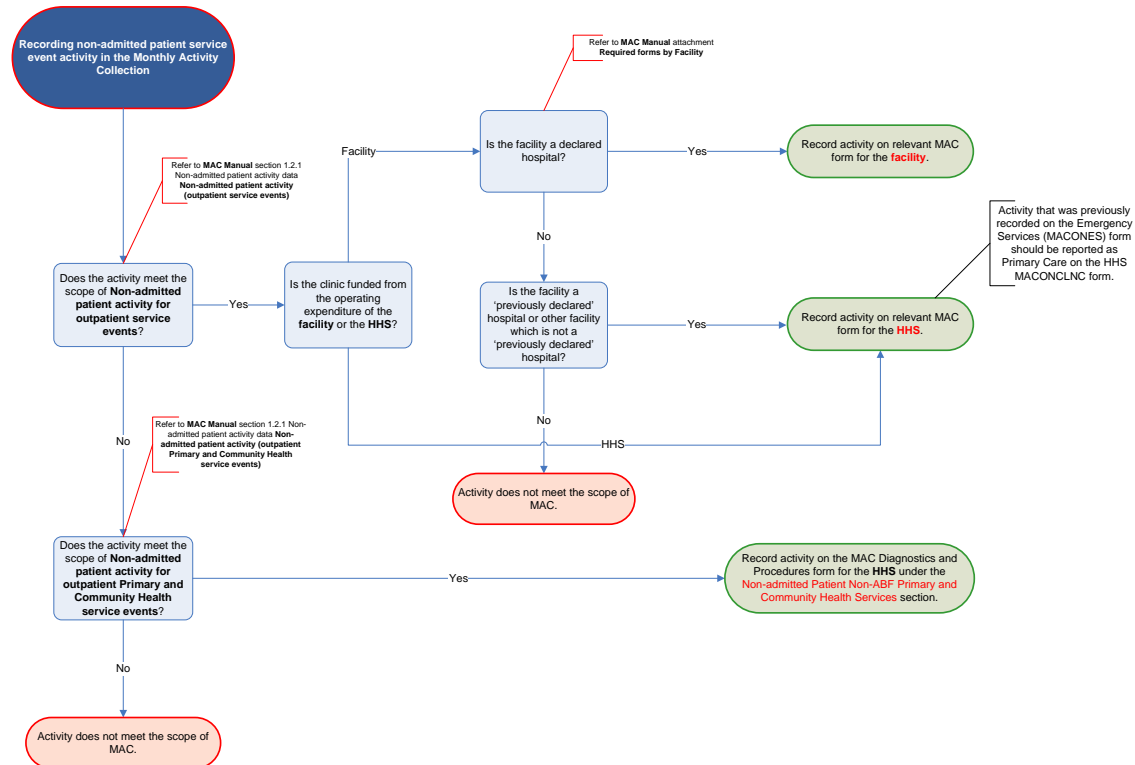 Recording non-admitted patient service
event activity in the Monthly Activity
Collection
Refer to MAC Manual attachment
Required forms by Facility
Refer to MAC Manual section 1.2.1
Non-admitted patient activity data
Non-admitted patient activity
(outpatient service events)
Facility
Is the facility a declared
hospital?
Yes
Record activity on relevant MAC
form for the facility.
Activity that was previously
recorded on the Emergency
Services (MACONES) form
should be reported as
Primary Care on the HHS
MACONCLNC form.
No
Does the activity meet the
scope of Non-admitted
patient activity for
outpatient service
events?
Yes
Is the clinic funded from
the operating
expenditure of the
facility or the HHS?
Is the facility a
‘previously declared’
hospital or other facility
which is not a
‘previously declared’
hospital?
Yes
Record activity on relevant MAC
form for the HHS.
No
Refer to MAC Manual section 1.2.1 Non-
admitted patient activity data Non-
admitted patient activity (outpatient
Primary and Community Health
service events)
No
HHS
Activity does not meet the scope of
MAC.
Does the activity meet the
scope of Non-admitted
patient activity for
outpatient Primary and
Community Health
service events?
Yes
Record activity on the MAC Diagnostics and
Procedures form for the HHS under the
Non-admitted Patient Non-ABF Primary and
Community Health Services section.
No
Activity does not meet the scope of
MAC.